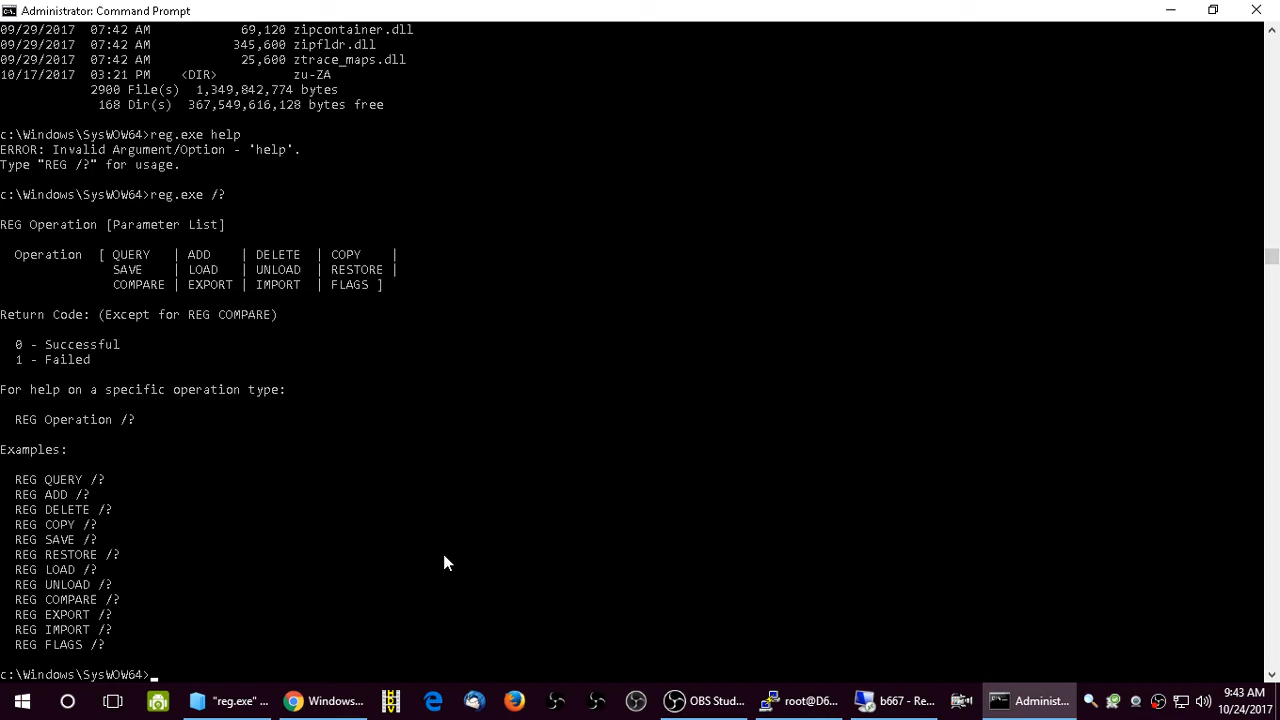 Administrator: Command Prompt
09/29/2017  07:42 AM            69,120 zipcontainer.dll
09/29/2017  07:42 AM           345,600 zipfldr.dll
09/29/2017  07:42 AM            25,600 ztrace_maps.dll
10/17/2017  03:21 PM    <DIR>          zu-ZA
            2900 File(s)  1,349,842,774 bytes
             168 Dir(s)  367,549,616,128 bytes free
c:\Windows\SysWOW64>reg.exe help
ERROR: Invalid Argument/Option - 'help'.
Type "REG /?" for usage.
c:\Windows\SysWOW64>reg.exe /?
REG Operation [Parameter List]
  Operation  [ QUERY   | ADD    | DELETE  | COPY    |
               SAVE    | LOAD   | UNLOAD  | RESTORE |
               COMPARE | EXPORT | IMPORT  | FLAGS ]
Return Code: (Except for REG COMPARE)
  0 - Successful
  1 - Failed
For help on a specific operation type:
  REG Operation /?
Examples:
  REG QUERY /?
  REG ADD /?
  REG DELETE /?
  REG COPY /?
  REG SAVE /?
  REG RESTORE /?
  REG LOAD /?
  REG UNLOAD /?
  REG COMPARE /?
  REG EXPORT /?
  REG IMPORT /?
  REG FLAGS /?
c:\Windows\SysWOW64>
"reg.exe"... Windows... OBS Stud... root@D6... b667 - Re... Administ... 9:43 AM
10/24/2017